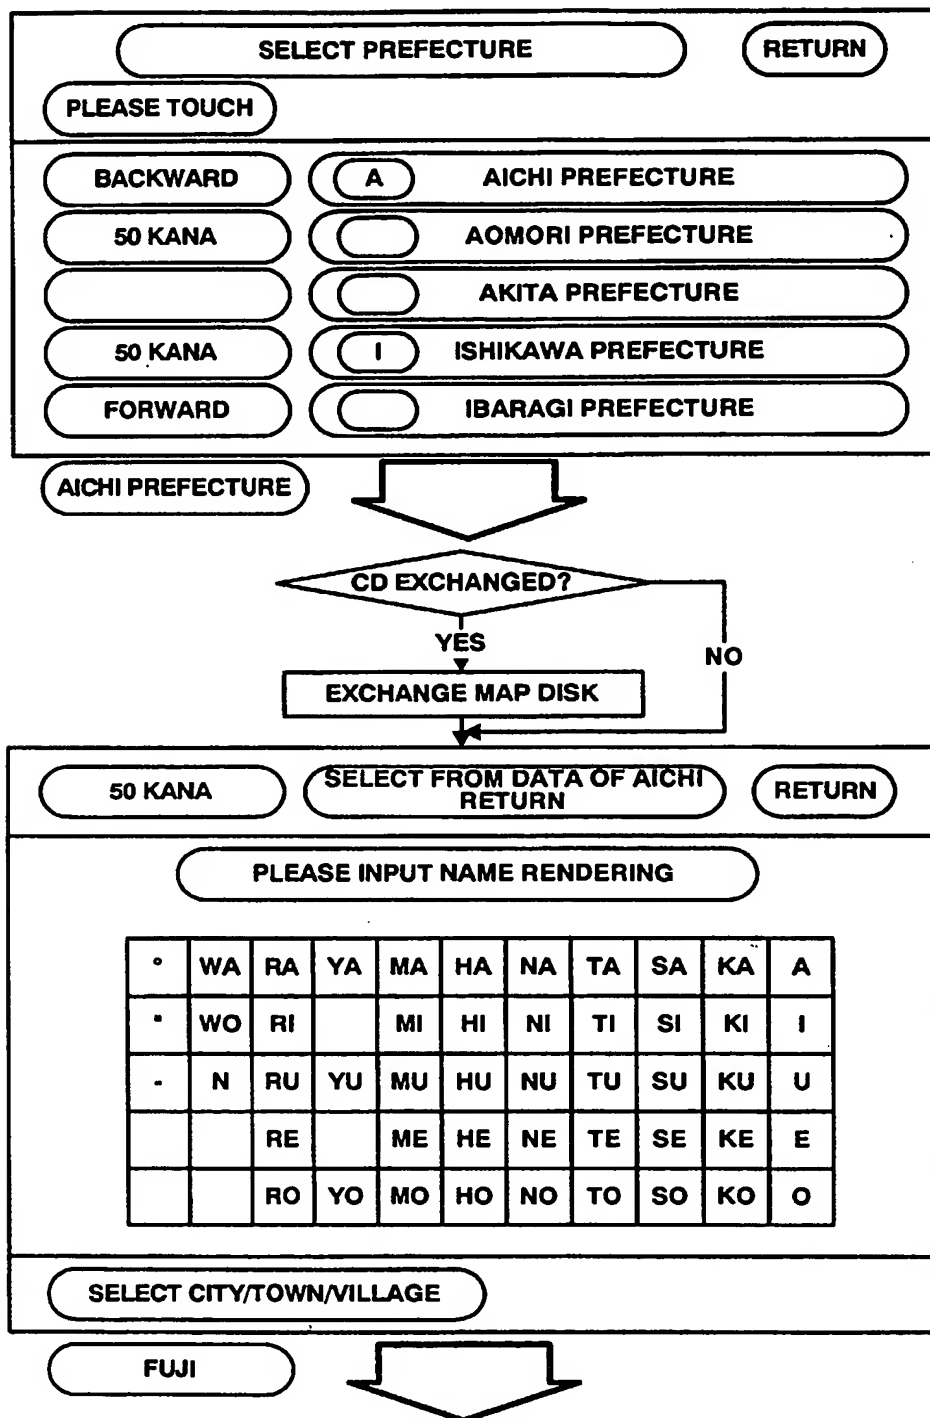 SELECT PREFECTURE RETURN
PLEASE TOUCH
BACKWARD A AICHI PREFECTURE
50 KANA AOMORI PREFECTURE
AKITA PREFECTURE
50 KANA I ISHIKAWA PREFECTURE
FORWARD IBARAGI PREFECTURE
AICHI PREFECTURE
CD EXCHANGED?
YES
NO
EXCHANGE MAP DISK
50 KANA SELECT FROM DATA OF AICHI RETURN
RETURN
PLEASE INPUT NAME RENDERING
° WA RA YA MA HA NA TA SA KA A
" WO RI MI HI NI TI SI KI I
- N RU YU MU HU NU TU SU KU U
RE ME HE NE TE SE KE E
RO YO MO HO NO TO SO KO O
SELECT CITY/TOWN/VILLAGE
FUJI